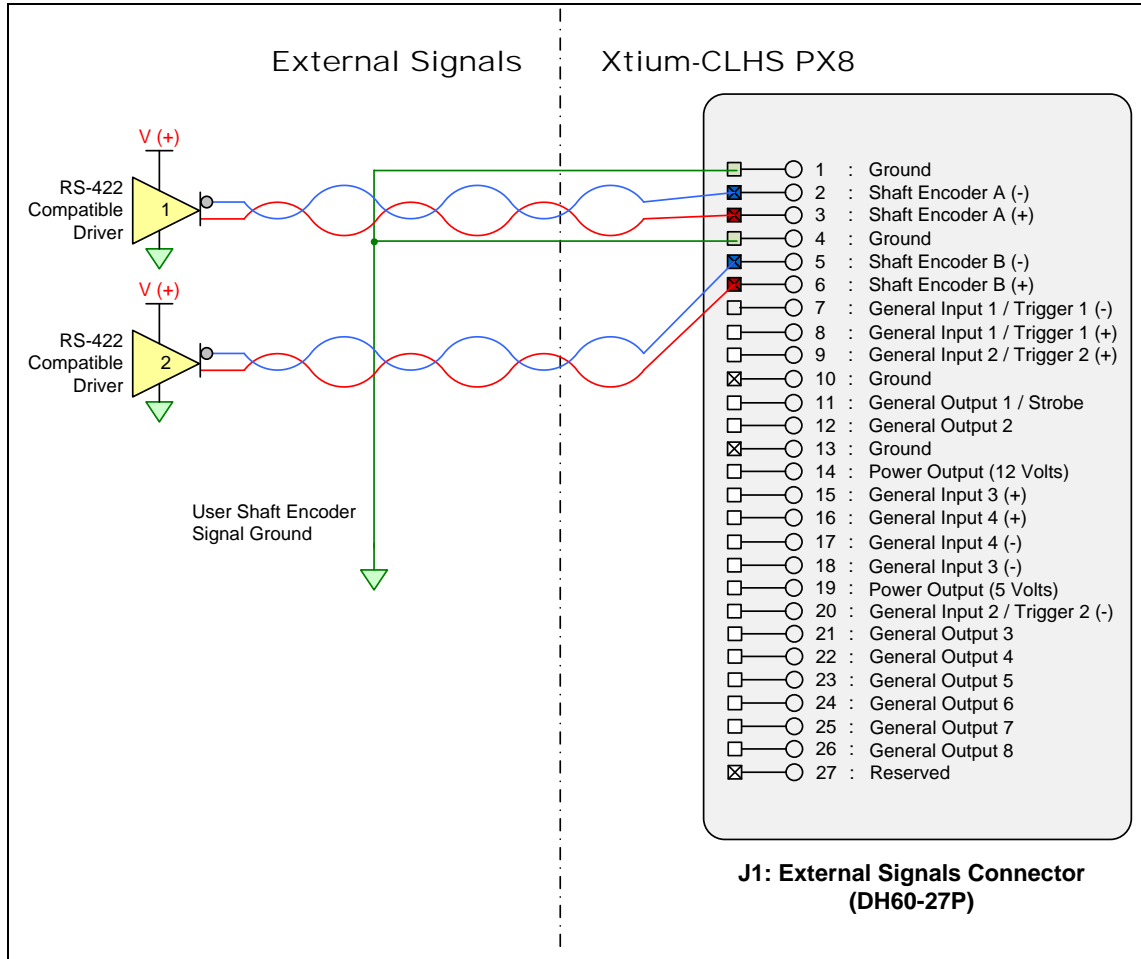 External Signals
Xtium-CLHS PX8
V (+)
RS-422
Compatible
Driver
1
V (+)
RS-422
Compatible
Driver
2
User Shaft Encoder
Signal Ground
1 : Ground
2 : Shaft Encoder A (-)
3 : Shaft Encoder A (+)
4 : Ground
5 : Shaft Encoder B (-)
6 : Shaft Encoder B (+)
7 : General Input 1 / Trigger 1 (-)
8 : General Input 1 / Trigger 1 (+)
9 : General Input 2 / Trigger 2 (+)
10 : Ground
11 : General Output 1 / Strobe
12 : General Output 2
13 : Ground
14 : Power Output (12 Volts)
15 : General Input 3 (+)
16 : General Input 4 (+)
17 : General Input 4 (-)
18 : General Input 3 (-)
19 : Power Output (5 Volts)
20 : General Input 2 / Trigger 2 (-)
21 : General Output 3
22 : General Output 4
23 : General Output 5
24 : General Output 6
25 : General Output 7
26 : General Output 8
27 : Reserved
J1: External Signals Connector
(DH60-27P)